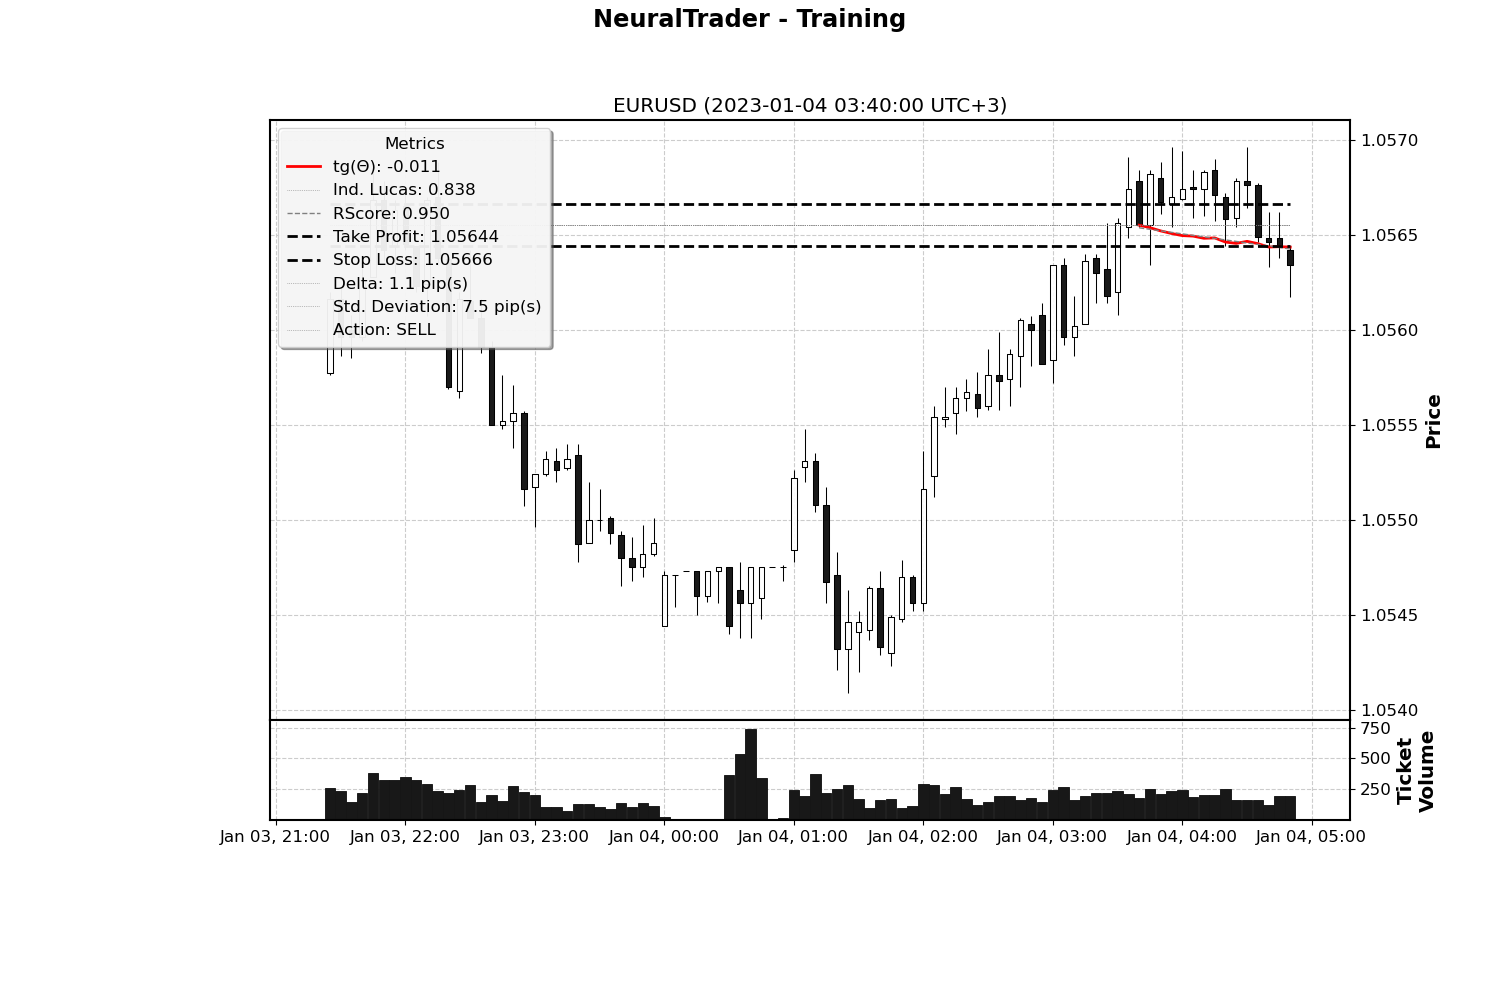 NeuralTrader - Training
EURUSD (2023-01-04 03:40:00 UTC+3)
Metrics
tg(Θ): -0.011
Ind. Lucas: 0.838
RScore: 0.950
Take Profit: 1.05644
Stop Loss: 1.05666
Delta: 1.1 pip(s)
Std. Deviation: 7.5 pip(s)
Action: SELL
1.0570
1.0565
1.0560
1.0555
1.0550
1.0545
1.0540
Price
750
500
250
Ticket
Volume
Jan 03, 21:00
Jan 03, 22:00
Jan 03, 23:00
Jan 04, 00:00
Jan 04, 01:00
Jan 04, 02:00
Jan 04, 03:00
Jan 04, 04:00
Jan 04, 05:00